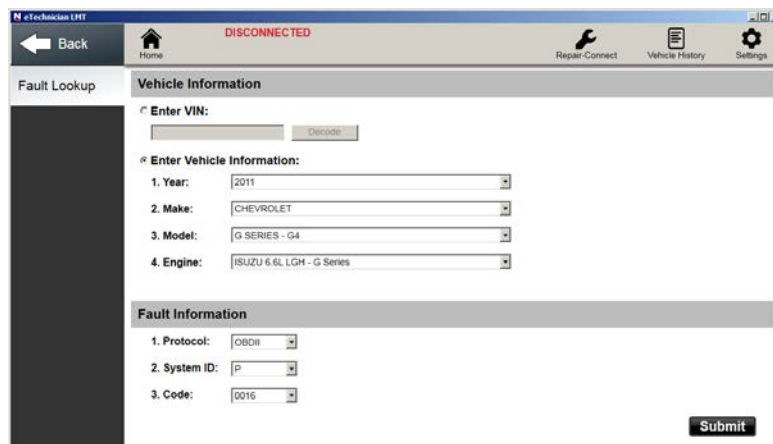 N eTechnician LMT
Back
Home
DISCONNECTED
Repair-Connect
Vehicle History
Settings
Fault Lookup
Vehicle Information
Enter VIN:
Decode
Enter Vehicle Information:
1. Year: 2011
2. Make: CHEVROLET
3. Model: G SERIES - G4
4. Engine: ISUZU 6.6L LGH - G Series
Fault Information
1. Protocol: OBDII
2. System ID: P
3. Code: 0016
Submit